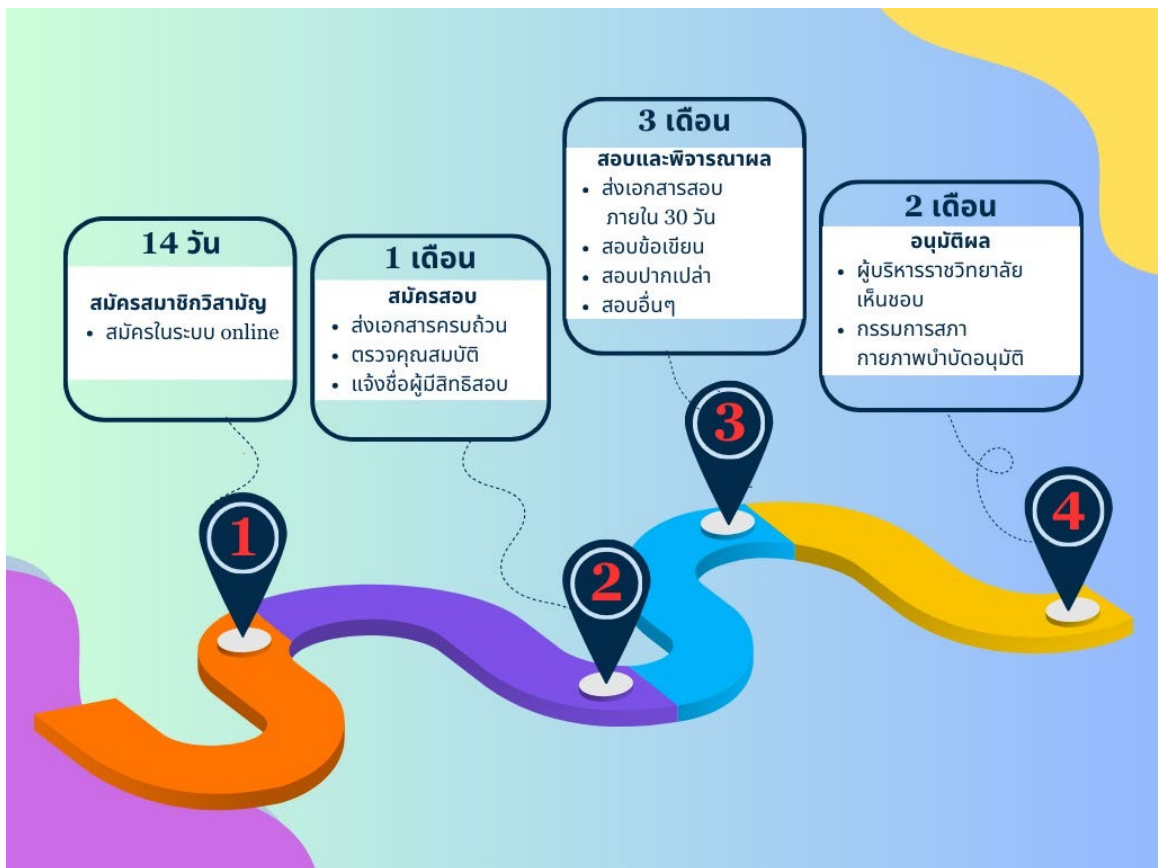 14 วัน
สมัครสมาชิกวิสามัญ
• สมัครในระบบ online
1 เดือน
สมัครสอบ
• ส่งเอกสารครบถ้วน
• ตรวจคุณสมบัติ
• แจ้งชื่อผู้มีสิทธิสอบ
3 เดือน
สอบและพิจารณาผล
• ส่งเอกสารสอบ
ภายใน 30 วัน
• สอบข้อเขียน
• สอบปากเปล่า
• สอบอื่นๆ
2 เดือน
อนุมัติผล
• ผู้บริหารราชวิทยาลัย
เห็นชอบ
• กรรมการสภา
กายภาพบำบัดอนุมัติ
1
2
3
4